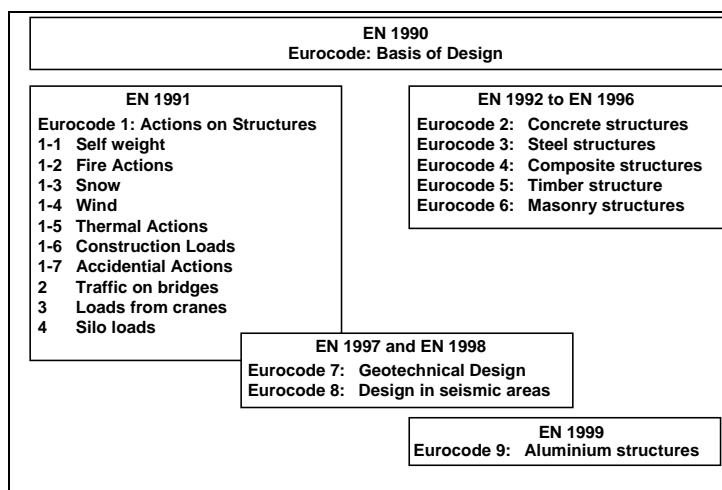 EN 1990
Eurocode: Basis of Design
EN 1991
Eurocode 1: Actions on Structures
1-1 Self weight
1-2 Fire Actions
1-3 Snow
1-4 Wind
1-5 Thermal Actions
1-6 Construction Loads
1-7 Accidential Actions
2 Traffic on bridges
3 Loads from cranes
4 Silo loads
EN 1992 to EN 1996
Eurocode 2: Concrete structures
Eurocode 3: Steel structures
Eurocode 4: Composite structures
Eurocode 5: Timber structure
Eurocode 6: Masonry structures
EN 1997 and EN 1998
Eurocode 7: Geotechnical Design
Eurocode 8: Design in seismic areas
EN 1999
Eurocode 9: Aluminium structures